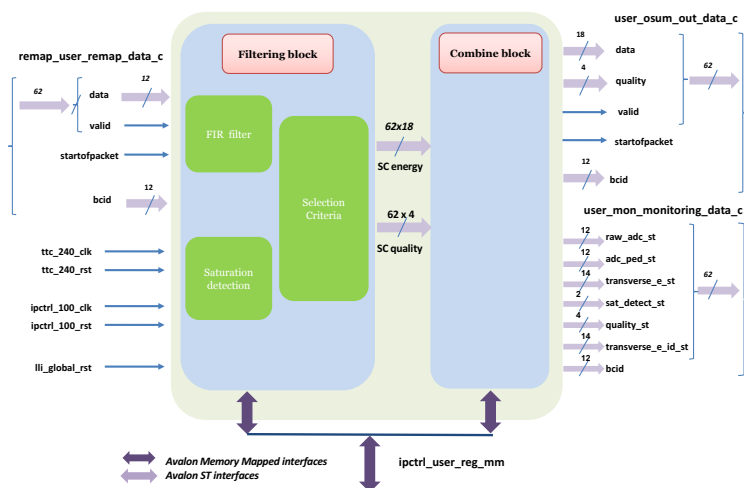 remap_user_remap_data_c
62
data
12
valid
startofpacket
bcid
12
ttc_240_clk
ttc_240_rst
ipctrl_100_clk
ipctrl_100_rst
lli_global_rst
Filtering block
FIR filter
Saturation
detection
Selection
Criteria
62x18
SC energy
62 x 4
SC quality
Combine block
user_osum_out_data_c
18
data
4
quality
62
valid
startofpacket
12
bcid
user_mon_monitoring_data_c
12
raw_adc_st
12
adc_ped_st
14
transverse_e_st
62
2
sat_detect_st
4
quality_st
14
transverse_e_id_st
12
bcid
Avalon Memory Mapped interfaces
Avalon ST interfaces
ipctrl_user_reg_mm